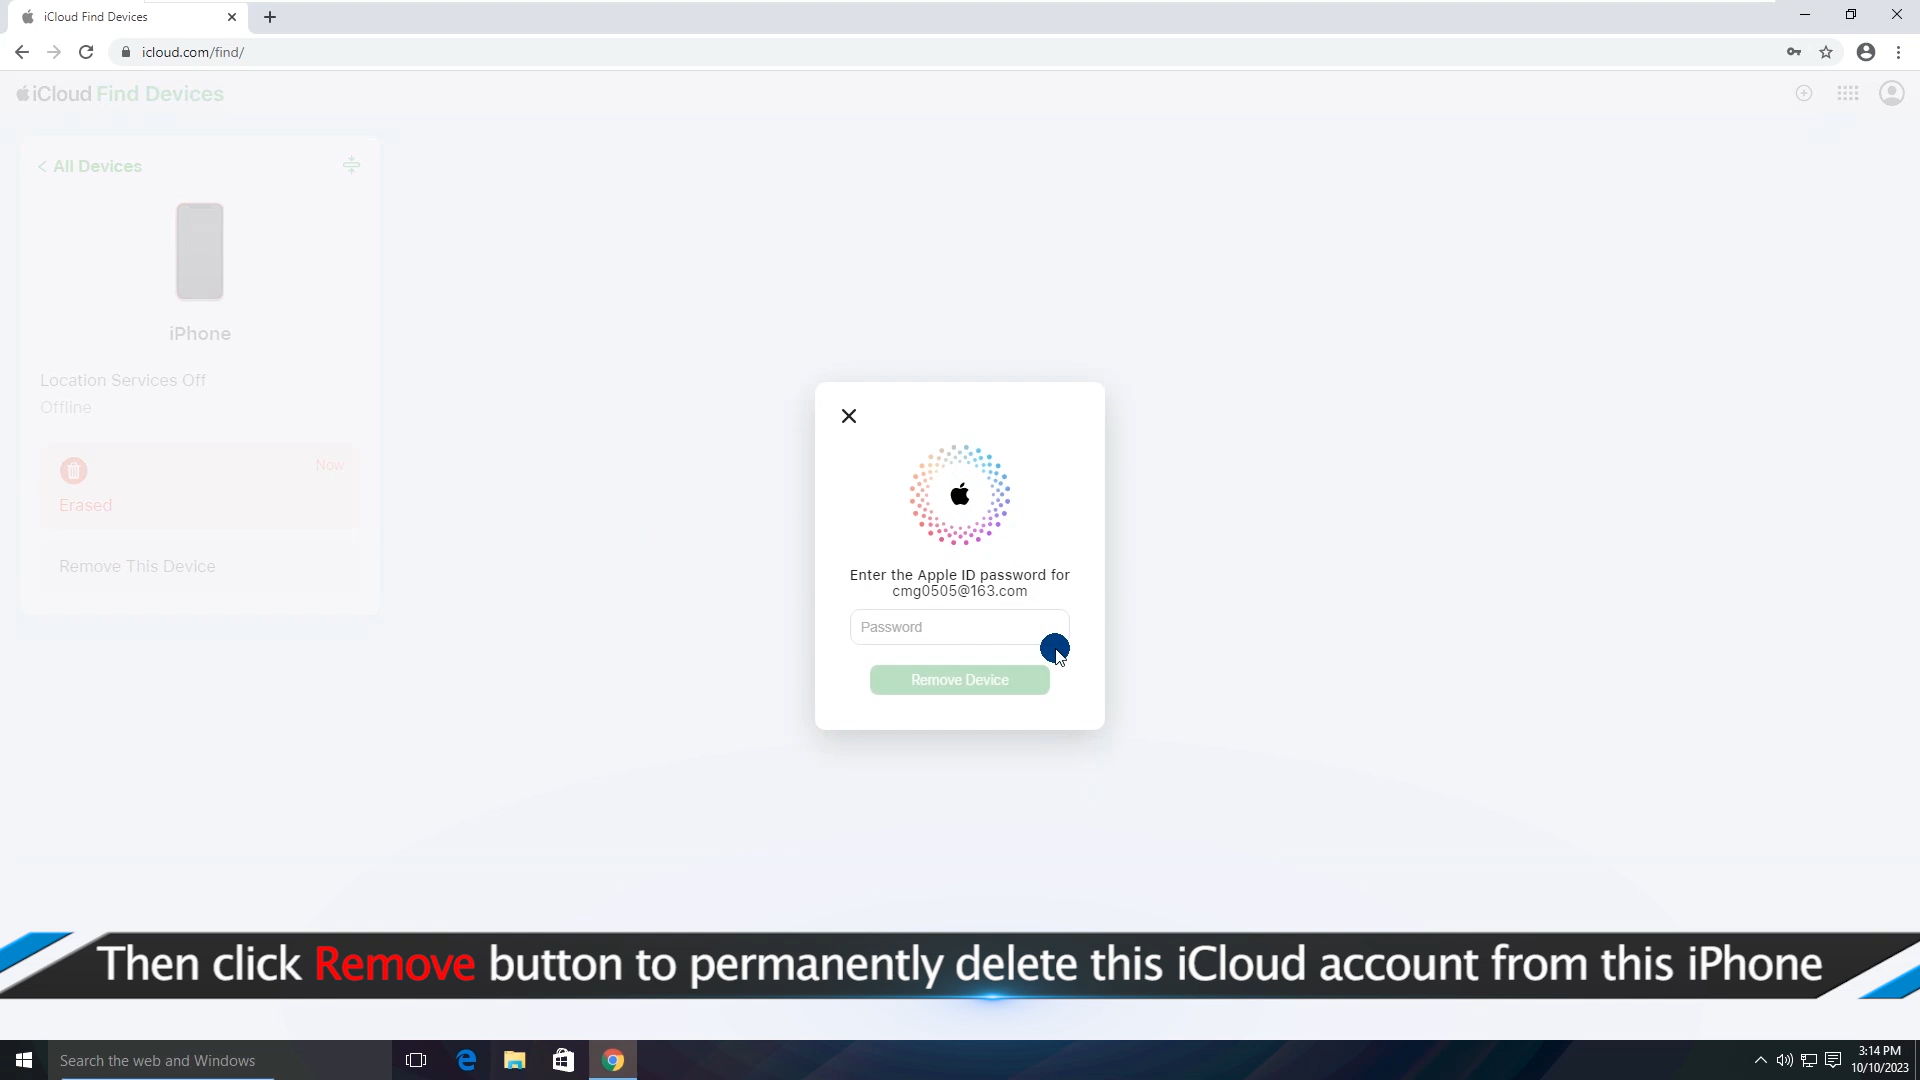 iCloud Find Devices
icloud.com/find/
iCloud Find Devices
< All Devices
iPhone
Location Services Off
Offline
Now
Erased
Remove This Device
Enter the Apple ID password for
cmg0505@163.com
Password
Remove Device
Then click Remove button to permanently delete this iCloud account from this iPhone
Search the web and Windows
3:14 PM
10/10/2023